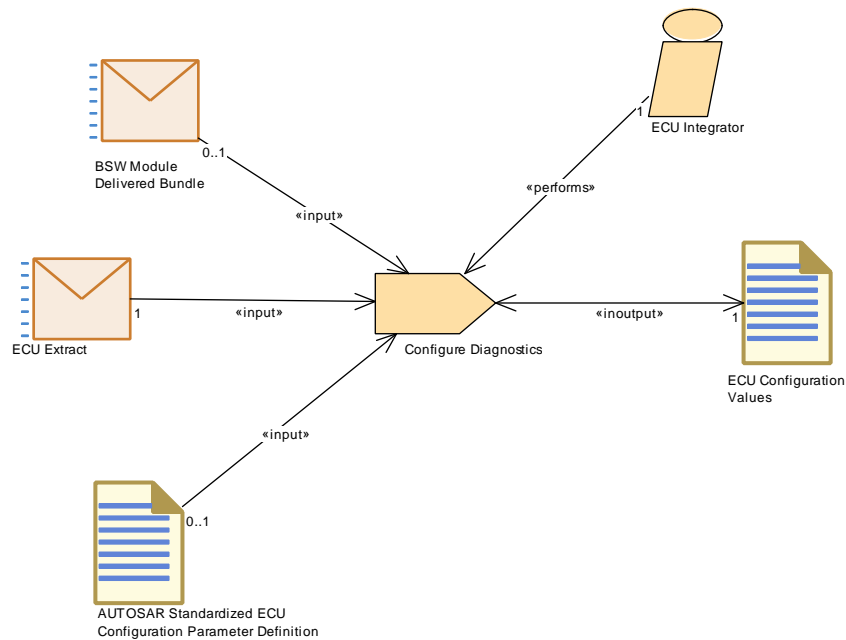 1
ECU Integrator
0..1
BSW Module
Delivered Bundle
«performs»
«input»
1
ECU Extract
«input»
Configure Diagnostics
«inoutput»
1
ECU Configuration
Values
«input»
0..1
AUTOSAR Standardized ECU
Configuration Parameter Definition